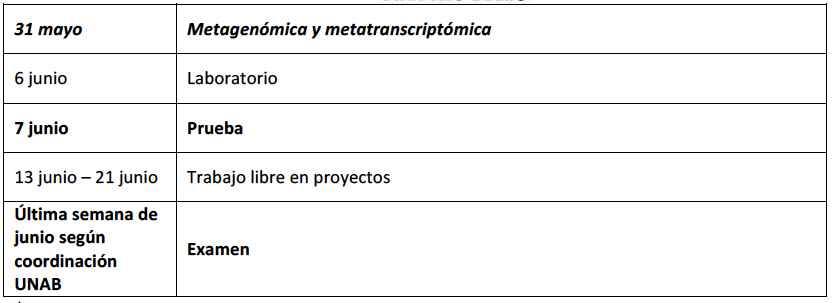 31 mayo Metagenómica y metatranscriptómica
6 junio Laboratorio
7 junio Prueba
13 junio – 21 junio Trabajo libre en proyectos
Última semana de
junio según
coordinación
UNAB
Examen